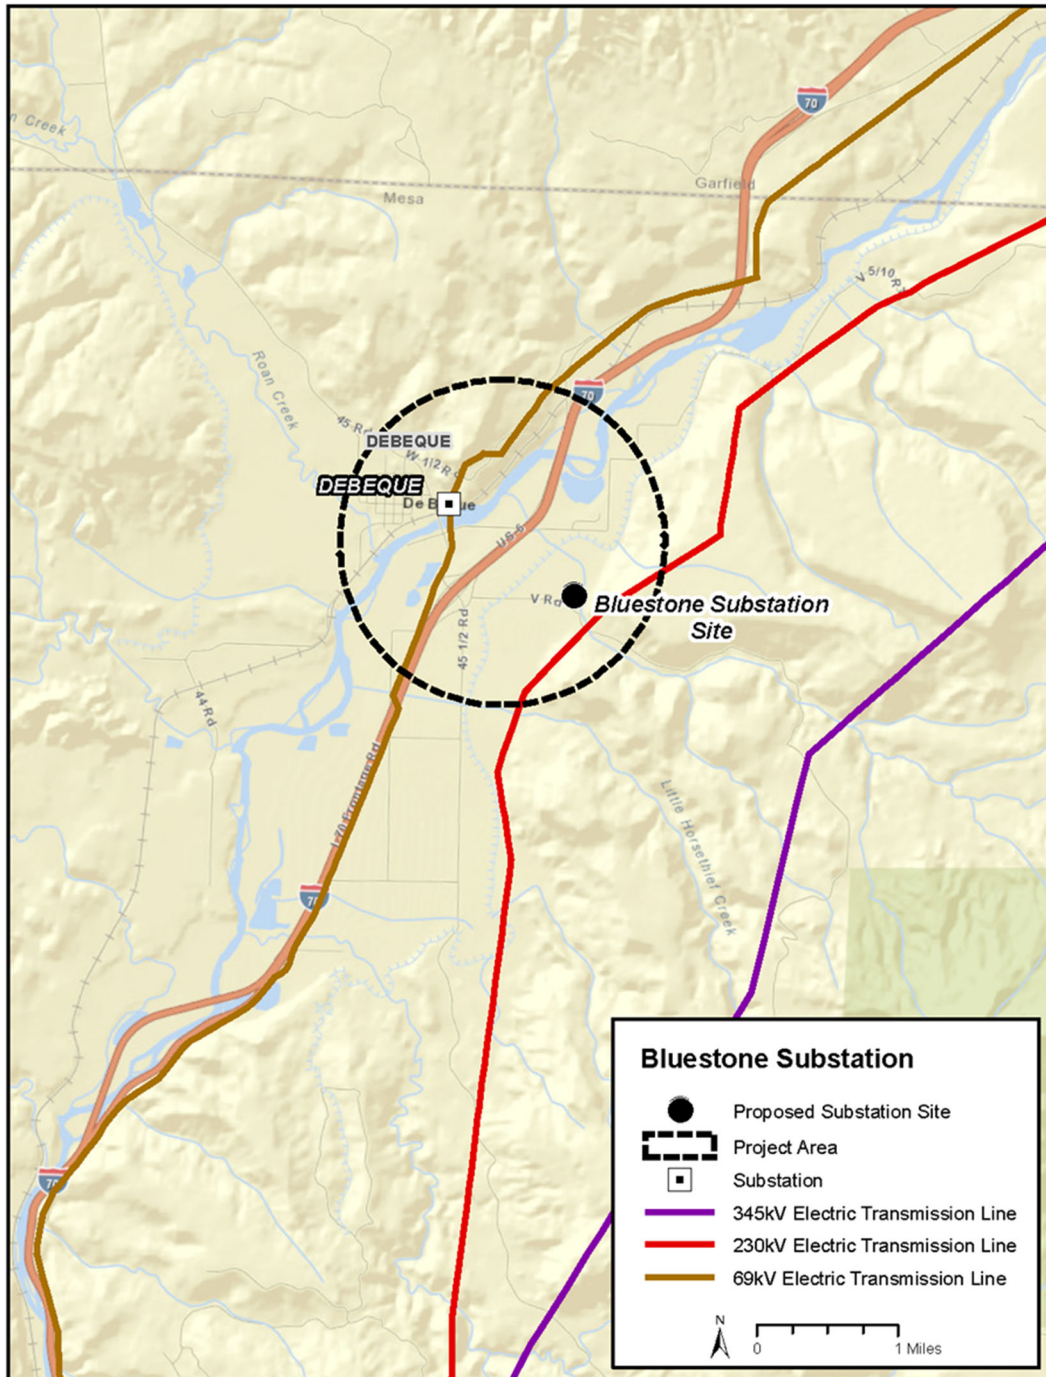 70
n Creek
Garfield
Mesa
V 5/10 Rd
Roan Creek
70
45 Rd
DEBEQUE
W 1/2 R
DEBEQUE
De Beque
US-6
V Rd
Bluestone Substation
Site
45 1/2 Rd
44 Rd
I-70 Frontage Rd
Little Horsethief Creek
70
Bluestone Substation
Proposed Substation Site
Project Area
Substation
345kV Electric Transmission Line
230kV Electric Transmission Line
69kV Electric Transmission Line
70
N
0 1 Miles